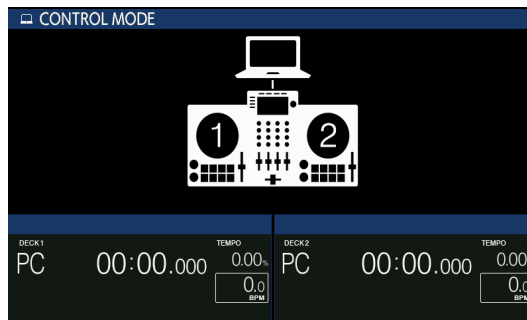 CONTROL MODE
1 2
DECK1 TEMPO
PC 00:00.000 0.00%
0.0
BPM
DECK2 TEMPO
PC 00:00.000 0.00
0.0
BPM